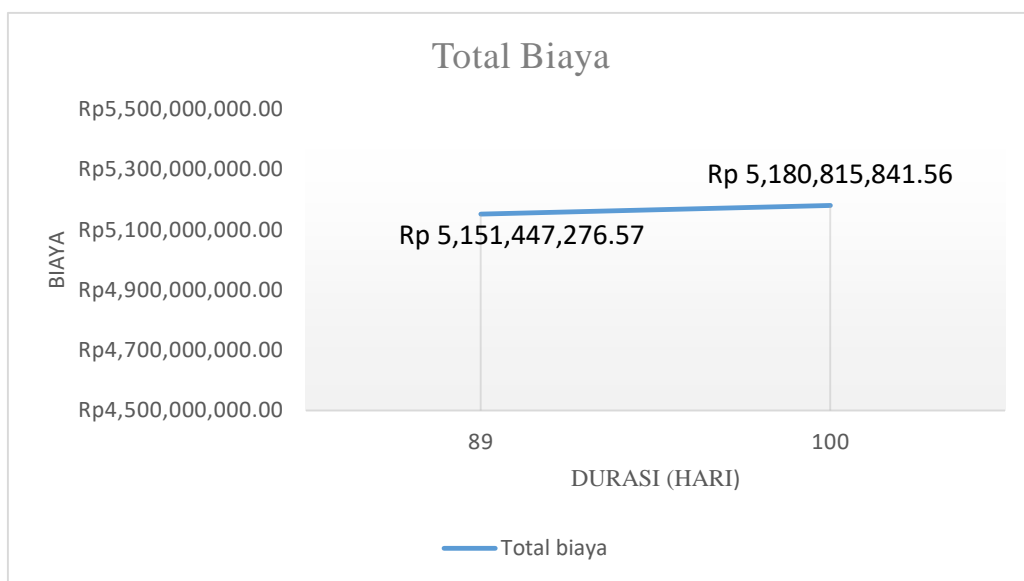 Total Biaya
Rp5,500,000,000.00
Rp5,300,000,000.00
Rp5,100,000,000.00
Rp4,900,000,000.00
Rp4,700,000,000.00
Rp4,500,000,000.00
BIAYA
Rp 5,180,815,841.56
Rp 5,151,447,276.57
89 100
DURASI (HARI)
Total biaya